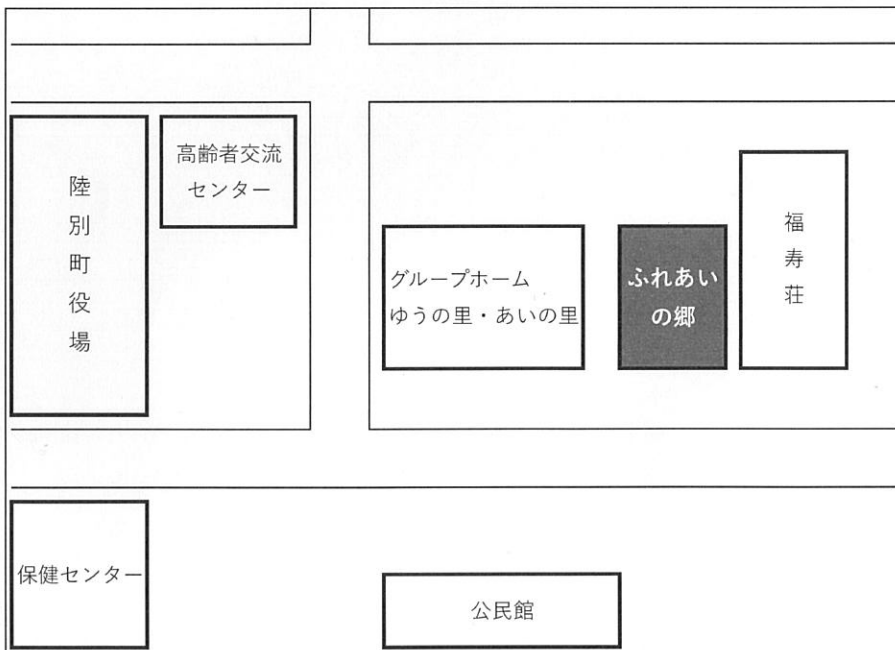 陸別町役場
高齢者交流
センター
グループホーム
ゆうの里・あいの里
ふれあい
の郷
福寿荘
保健センター
公民館